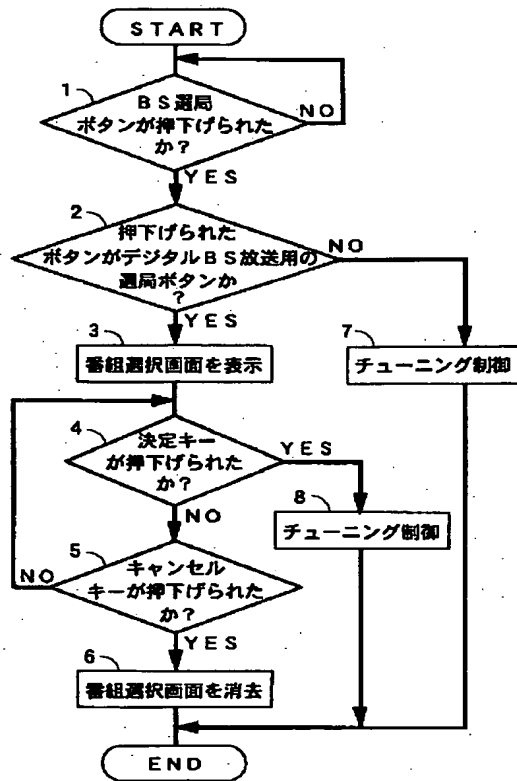 START
1
BS選局
ボタンが押下げられた
か?
NO
YES
2
押下げられた
ボタンがデジタルBS放送用の
選局ボタンか
?
NO
YES
3
番組選択画面を表示
7
チューニング制御
4
決定キー
が押下げられた
か?
YES
NO
8
チューニング制御
5
キャンセル
キーが押下げられた
か?
NO
YES
6
番組選択画面を消去
END